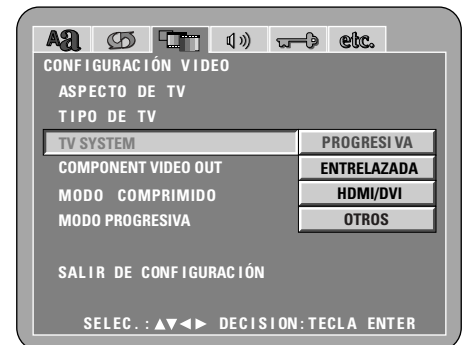 Aa etc.
CONFIGURACIÓN VIDEO
ASPECTO DE TV
TIPO DE TV
TV SYSTEM PROGRESIVA
COMPONENT VIDEO OUT ENTRELAZADA
MODO COMPRIMIDO HDMI/DVI
MODO PROGRESIVA OTROS
SALIR DE CONFIGURACIÓN
SELEC.:▲▼◄► DECISION:TECLA ENTER